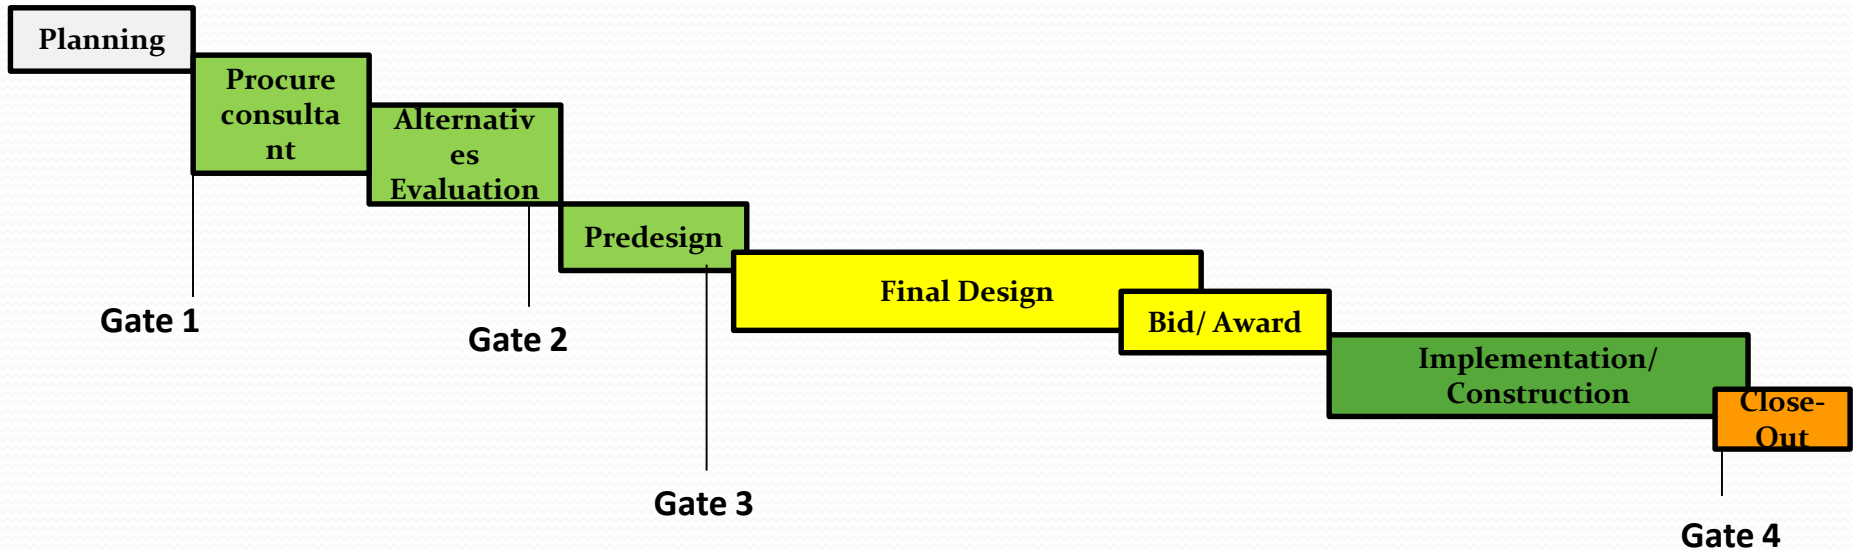 Planning
Procure
consulta
nt
Alternativ
es
Evaluation
Predesign
Final Design
Bid/ Award
Implementation/
Construction
Close-
Out
Gate 1
Gate 2
Gate 3
Gate 4